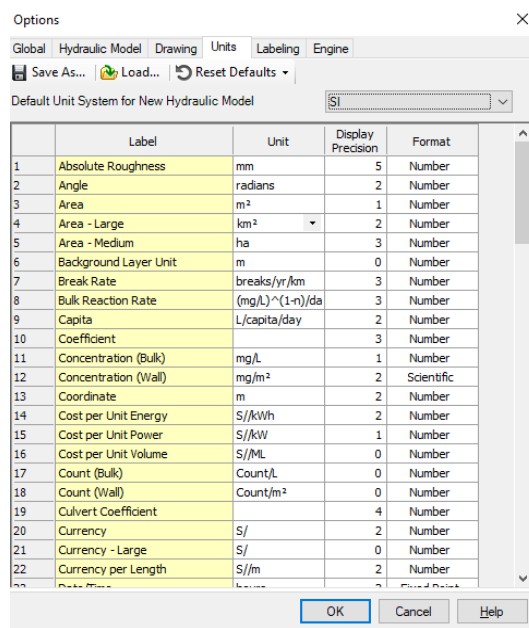 Options
Global Hydraulic Model Drawing Units Labeling Engine
Save As... Load... Reset Defaults
Default Unit System for New Hydraulic Model SI
Label Unit Display Precision Format
1 Absolute Roughness mm 5 Number
2 Angle radians 2 Number
3 Area m² 1 Number
4 Area - Large km² 2 Number
5 Area - Medium ha 3 Number
6 Background Layer Unit m 0 Number
7 Break Rate breaks/yr/km 3 Number
8 Bulk Reaction Rate (mg/L)^(1-n)/da 3 Number
9 Capita L/capita/day 2 Number
10 Coefficient 3 Number
11 Concentration (Bulk) mg/L 1 Number
12 Concentration (Wall) mg/m² 2 Scientific
13 Coordinate m 2 Number
14 Cost per Unit Energy S//kWh 2 Number
15 Cost per Unit Power S//kW 1 Number
16 Cost per Unit Volume S//ML 0 Number
17 Count (Bulk) Count/L 0 Number
18 Count (Wall) Count/m² 0 Number
19 Culvert Coefficient 4 Number
20 Currency S/ 2 Number
21 Currency - Large S/ 0 Number
22 Currency per Length S//m 2 Number
OK Cancel Help